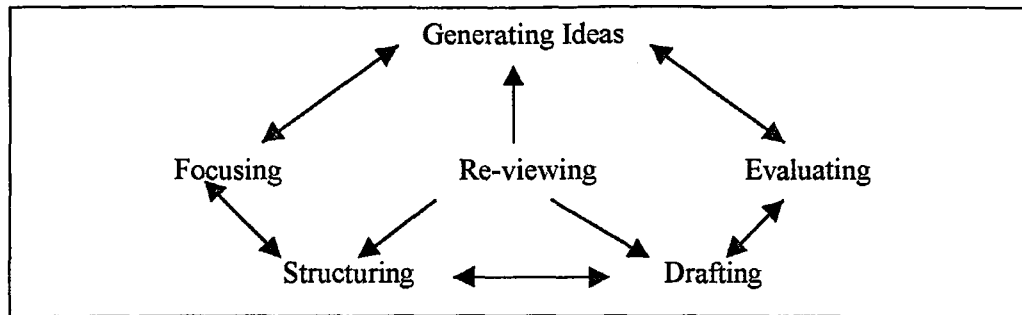 Generating Ideas
Focusing Re-viewing Evaluating
Structuring Drafting